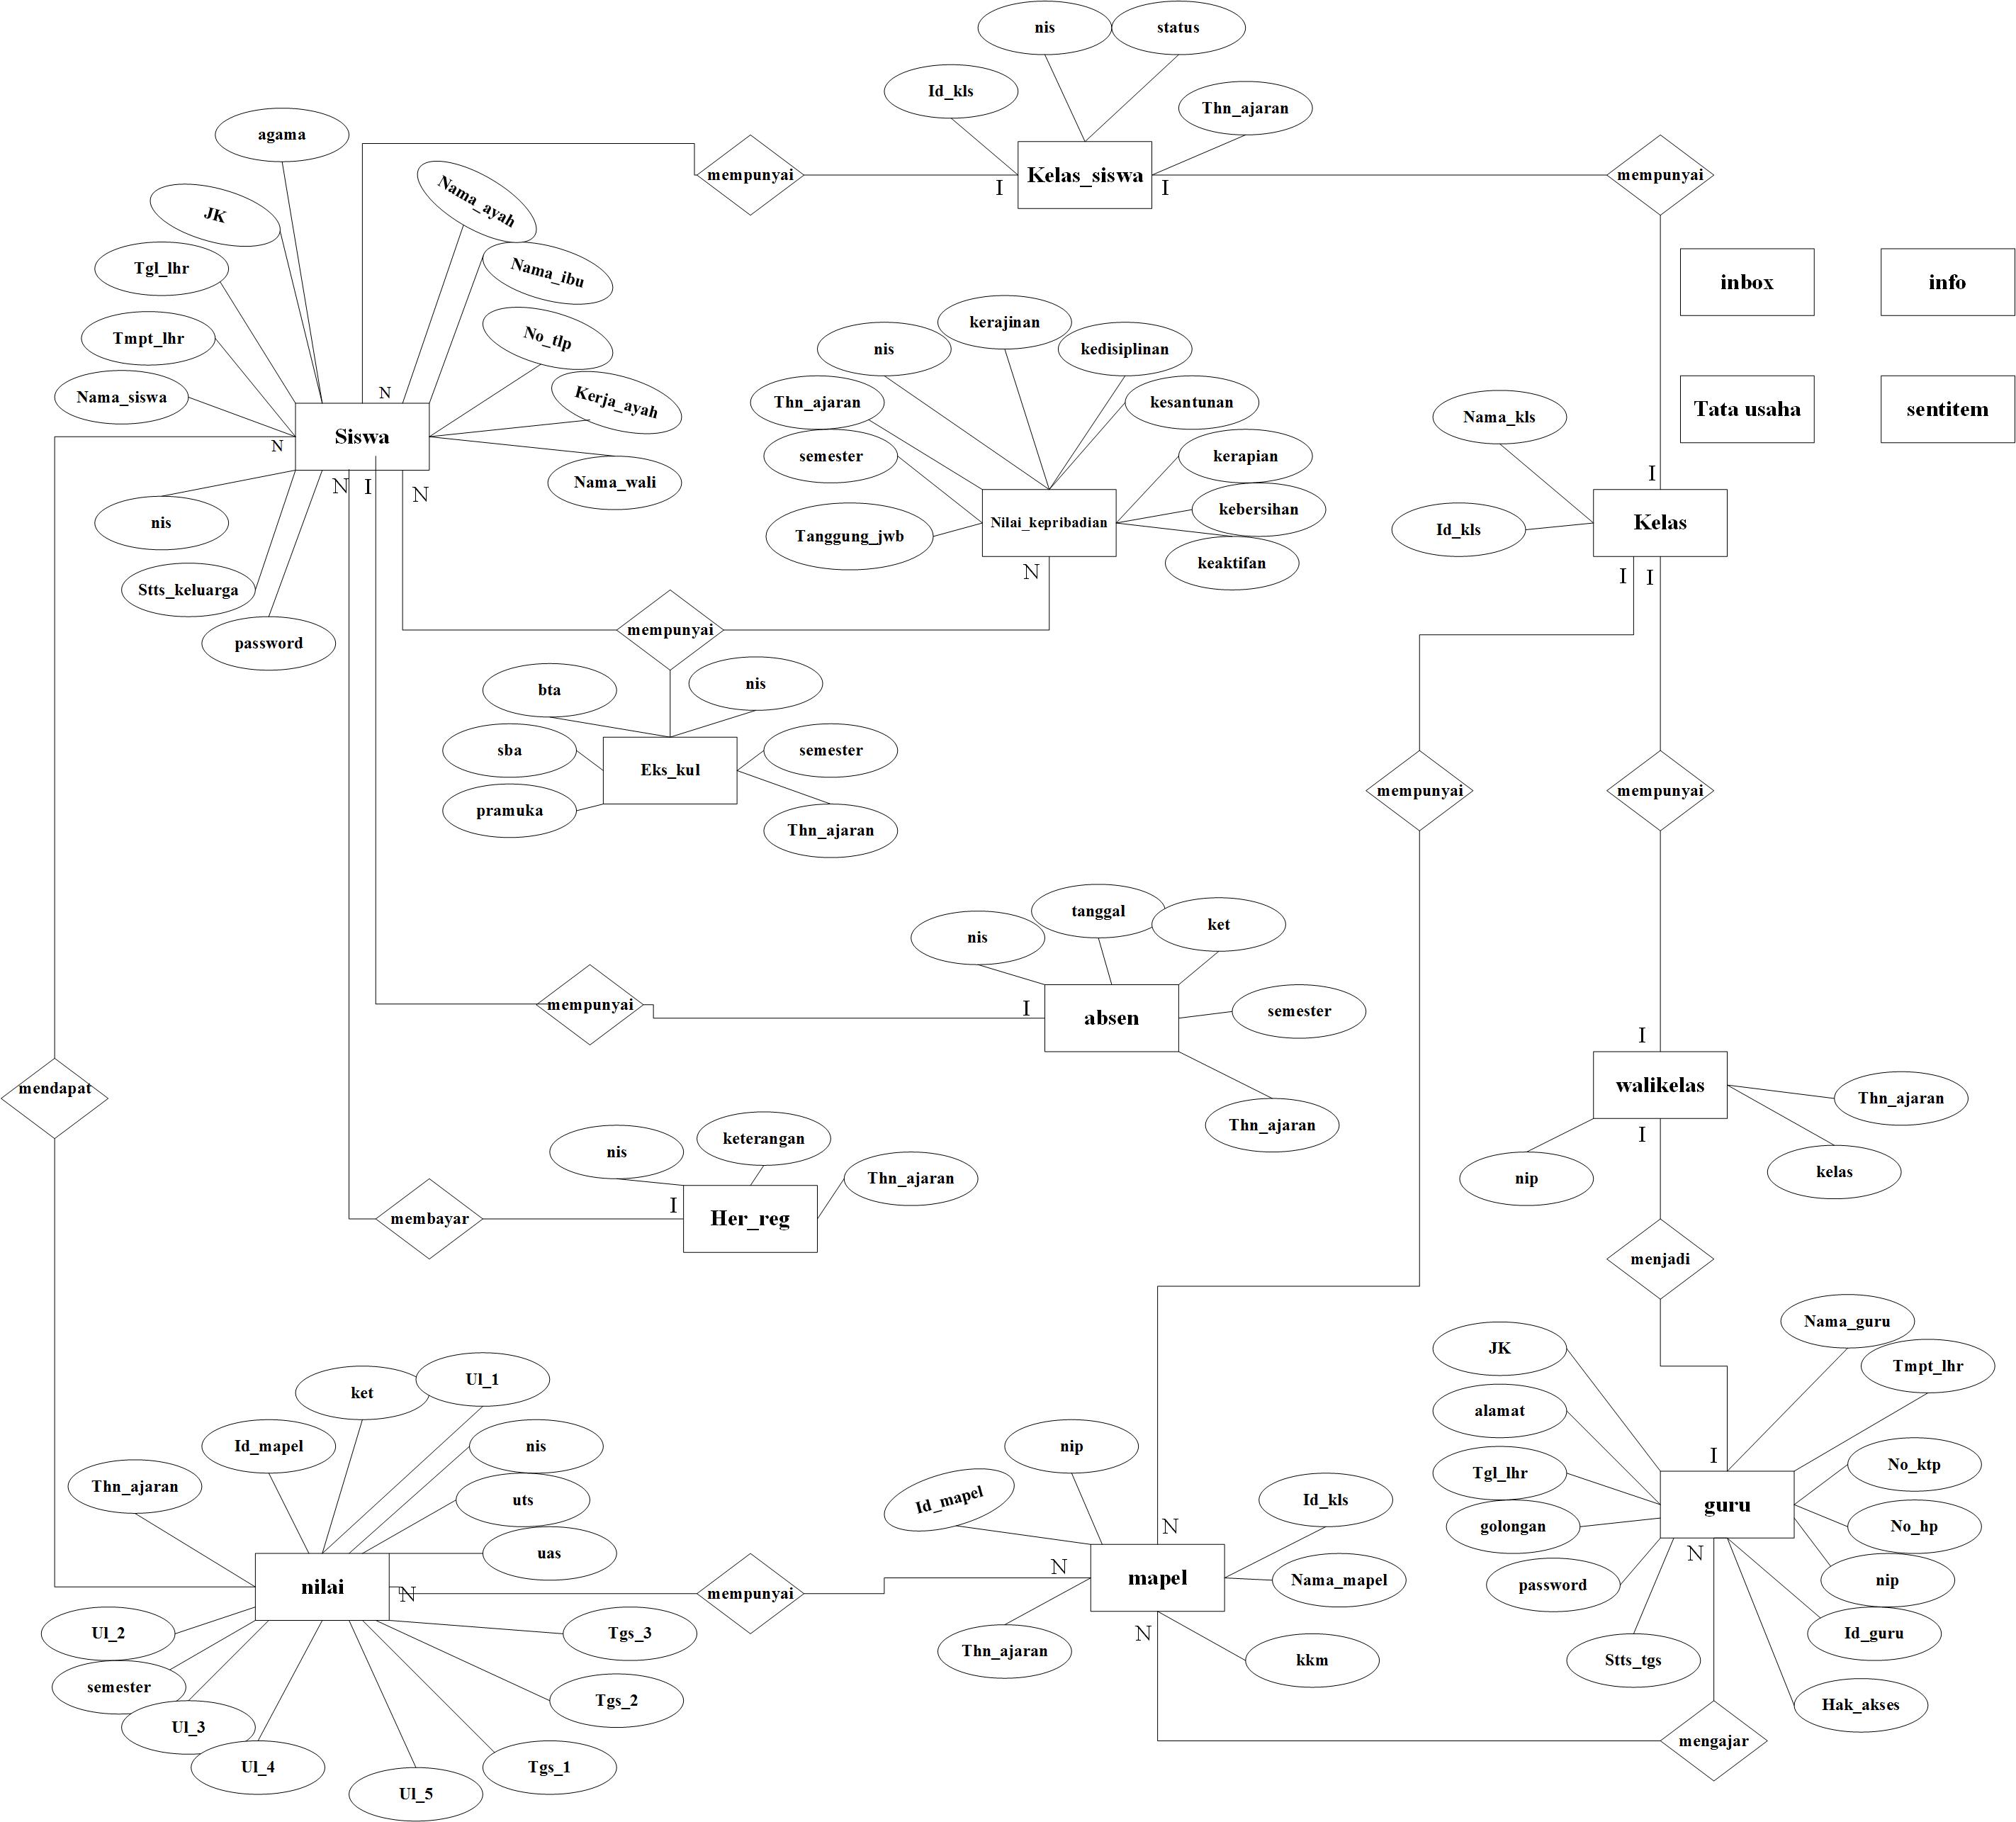 nis
status
Id_kls
Thn_ajaran
agama
mempunyai
Kelas_siswa
mempunyai
I
I
Nama_ayah
JK
Tgl_lhr
Nama_ibu
inbox
info
kerajinan
No_tlp
Tmpt_lhr
nis
kedisiplinan
Nama_siswa
N
Kerja_ayah
Thn_ajaran
kesantunan
Nama_kls
Tata usaha
sentitem
Siswa
N
semester
kerapian
I
Nama_wali
N
I
N
kebersihan
nis
Nilai_kepribadian
Kelas
Id_kls
Tanggung_jwb
keaktifan
N
I
I
Stts_keluarga
mempunyai
password
bta
nis
sba
semester
Eks_kul
mempunyai
mempunyai
pramuka
Thn_ajaran
tanggal
ket
nis
mempunyai
I
semester
absen
I
mendapat
walikelas
Thn_ajaran
Thn_ajaran
I
keterangan
nis
Thn_ajaran
nip
kelas
I
membayar
Her_reg
menjadi
Nama_guru
JK
Tmpt_lhr
Ul_1
ket
alamat
Id_mapel
nis
nip
I
No_ktp
Tgl_lhr
Thn_ajaran
uts
Id_mapel
Id_kls
guru
golongan
N
No_hp
uas
N
N
mapel
Nama_mapel
nip
password
nilai
N
mempunyai
Ul_2
Tgs_3
N
Id_guru
Thn_ajaran
kkm
Stts_tgs
semester
Tgs_2
Hak_akses
Ul_3
mengajar
Ul_4
Tgs_1
Ul_5